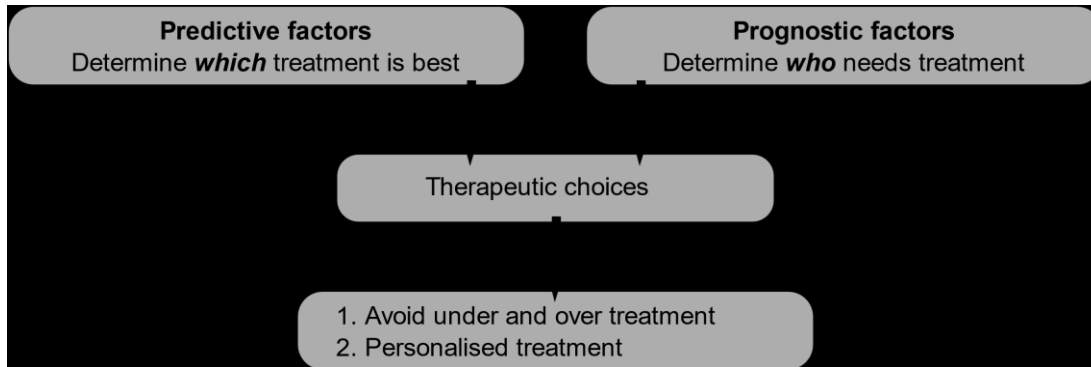 Predictive factors
Determine which treatment is best
Prognostic factors
Determine who needs treatment
Therapeutic choices
1. Avoid under and over treatment
2. Personalised treatment